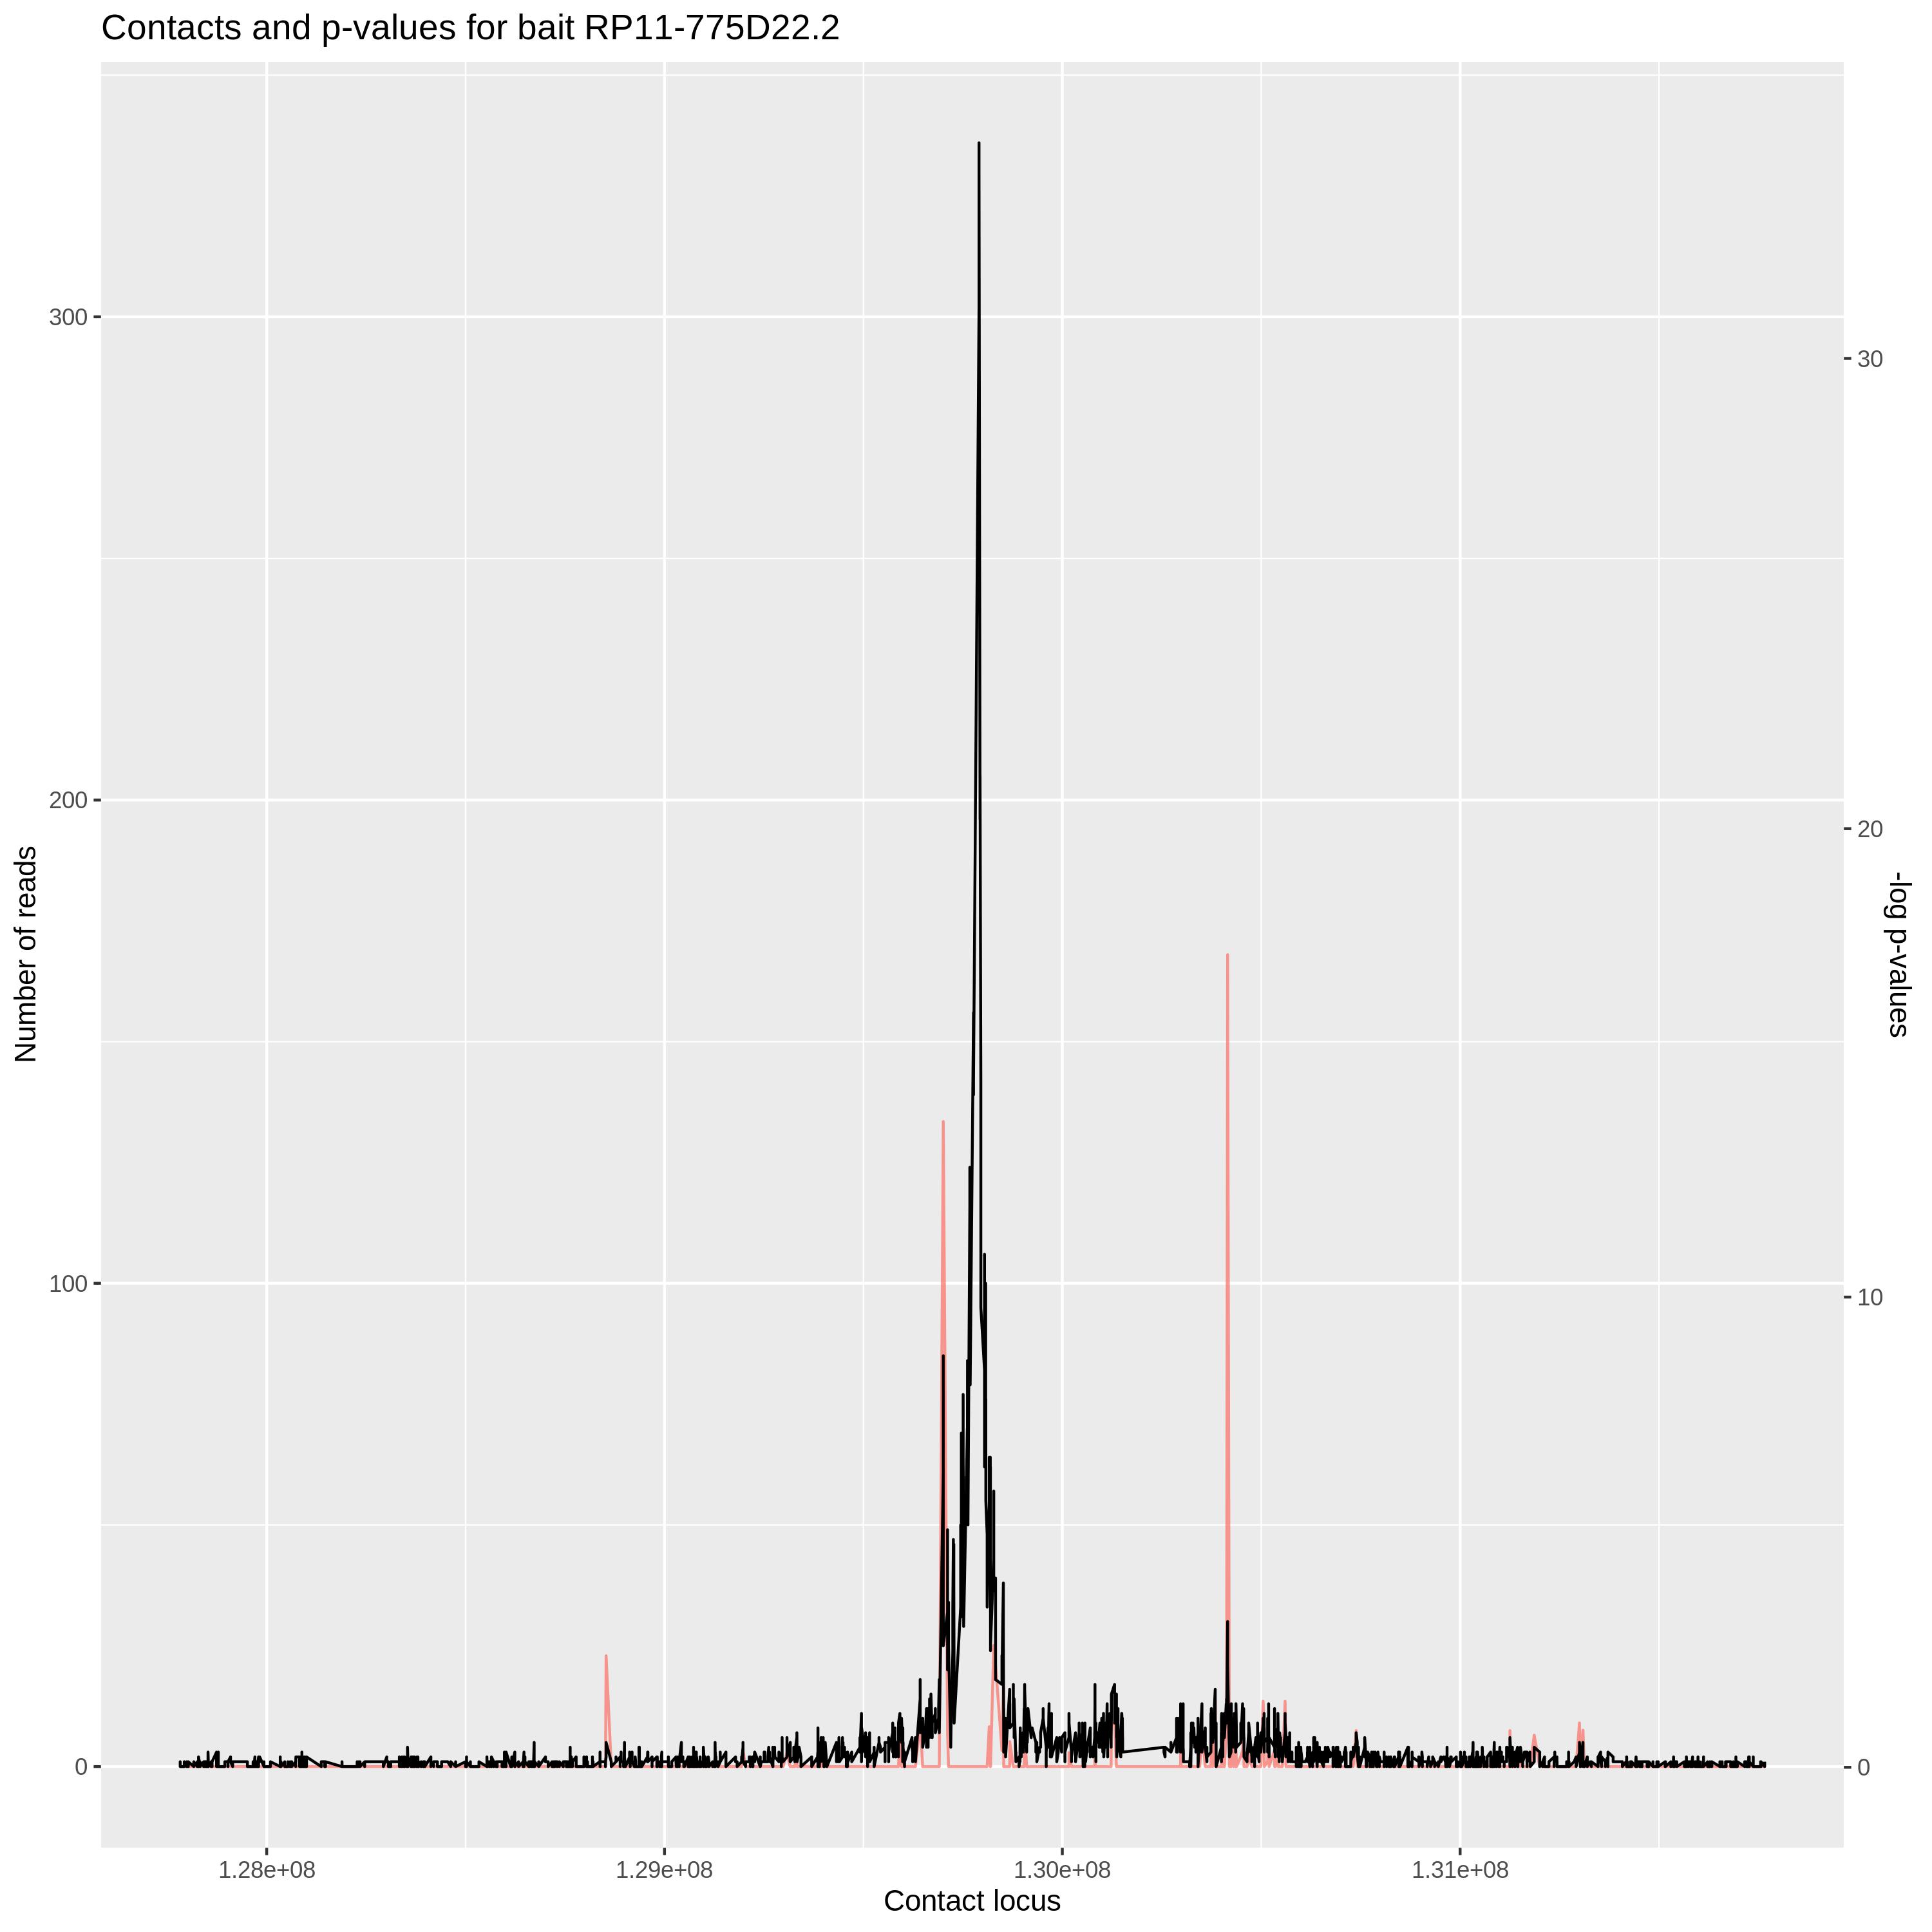 Contacts and p-values for bait RP11-775D22.2
300
200
100
0
Number of reads
30
20
10
0
-log p-values
1.28e+08
1.29e+08
1.30e+08
1.31e+08
Contact locus